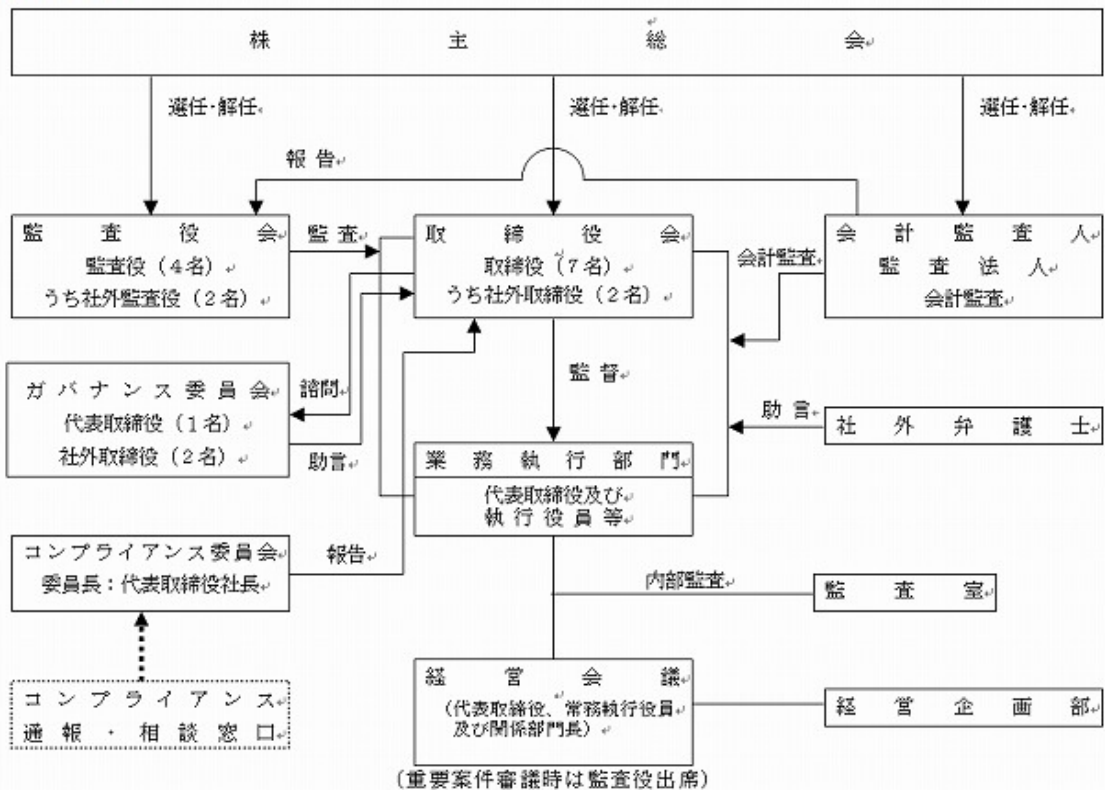 株主総会
選任・解任
選任・解任
選任・解任
報告
監査役会
監査役（4名）
うち社外監査役（2名）
監査
取締役会
取締役（7名）
うち社外取締役（2名）
会計監査
会計監査人
監査法人
会計監査
監督
ガバナンス委員会
代表取締役（1名）
社外取締役（2名）
諮問
助言
助言
社外弁護士
業務執行部門
代表取締役及び
執行役員等
コンプライアンス委員会
委員長：代表取締役社長
報告
内部監査
監査室
コンプライアンス
通報・相談窓口
経営会議
（代表取締役、常務執行役員
及び関係部門長）
経営企画部
（重要案件審議時は監査役出席）